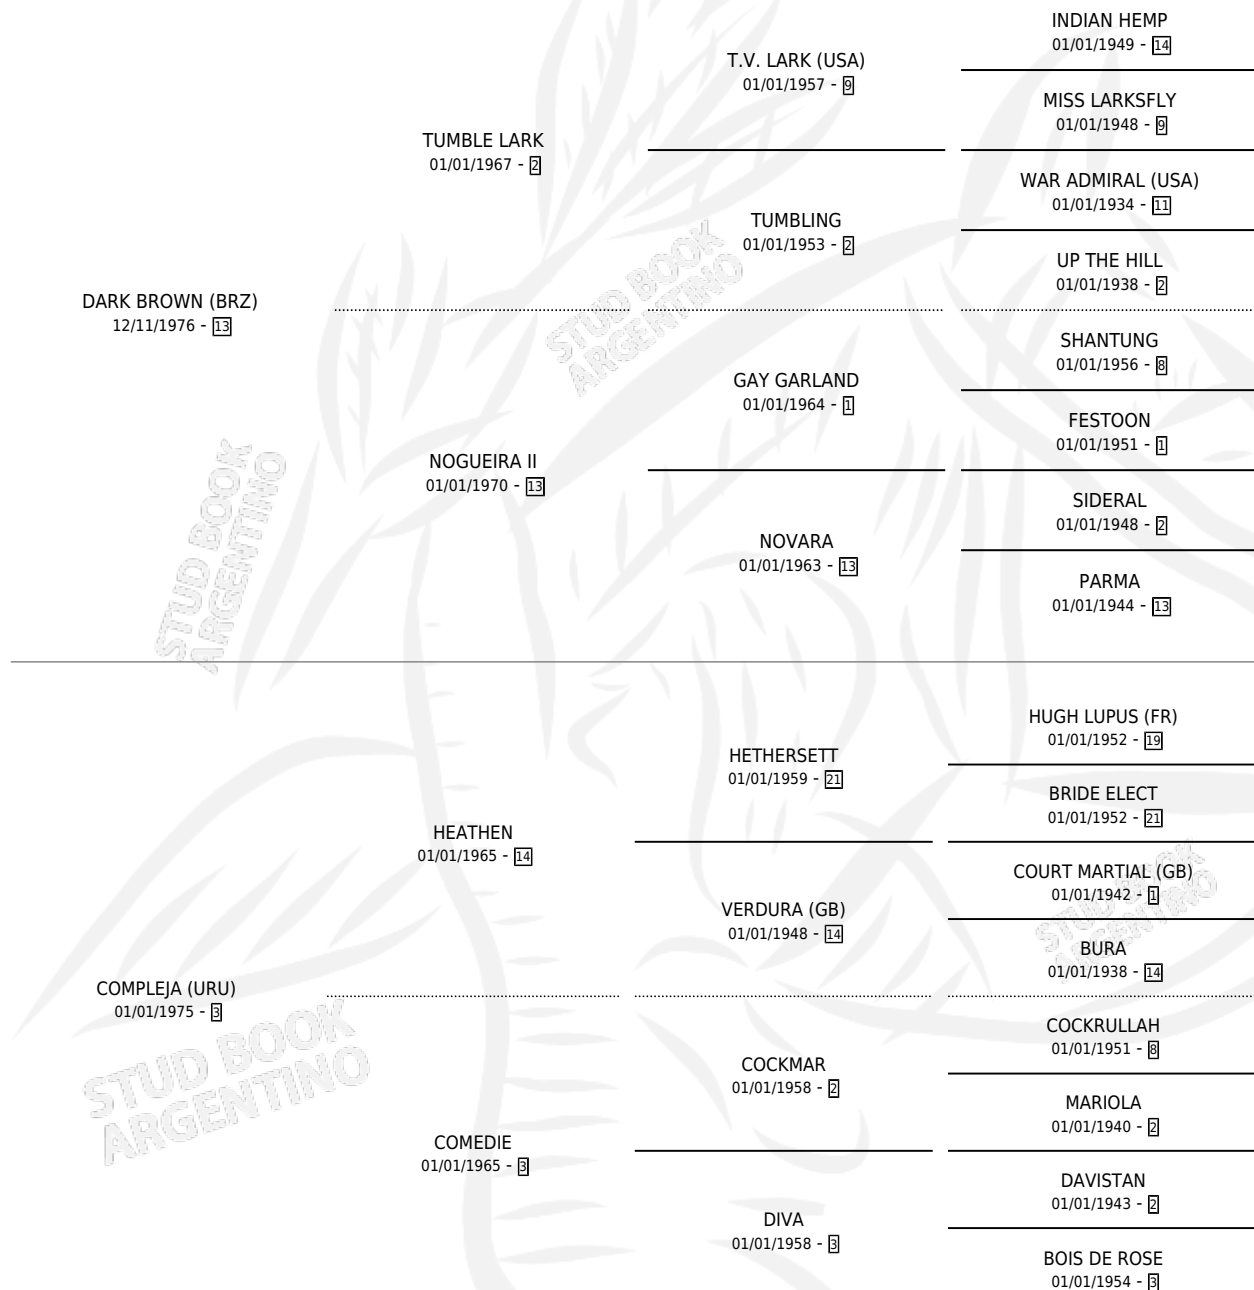 INDIAN HEMP
01/01/1949 - 14
T.V. LARK (USA)
01/01/1957 - 9
MISS LARKSFLY
01/01/1948 - 9
TUMBLE LARK
01/01/1967 - 2
WAR ADMIRAL (USA)
01/01/1934 - 11
TUMBLING
01/01/1953 - 2
UP THE HILL
01/01/1938 - 2
DARK BROWN (BRZ)
12/11/1976 - 13
SHANTUNG
01/01/1956 - 8
GAY GARLAND
01/01/1964 - 1
FESTOON
01/01/1951 - 1
NOGUEIRA II
01/01/1970 - 13
SIDERAL
01/01/1948 - 2
NOVARA
01/01/1963 - 13
PARMA
01/01/1944 - 13
HUGH LUPUS (FR)
01/01/1952 - 19
HETHERSETT
01/01/1959 - 21
BRIDE ELECT
01/01/1952 - 21
HEATHEN
01/01/1965 - 14
COURT MARTIAL (GB)
01/01/1942 - 1
VERDURA (GB)
01/01/1948 - 14
BURA
01/01/1938 - 14
COMPLEJA (URU)
01/01/1975 - 3
COCKRULLAH
01/01/1951 - 8
COCKMAR
01/01/1958 - 2
MARIOLA
01/01/1940 - 2
COMEDIE
01/01/1965 - 3
DAVISTAN
01/01/1943 - 2
DIVA
01/01/1958 - 3
BOIS DE ROSE
01/01/1954 - 3
STUD BOOK
ARGENTINO
STUD BOOK
ARGENTINO
STUD BOOK
ARGENTINO
STUD BOOK
ARGENTINO